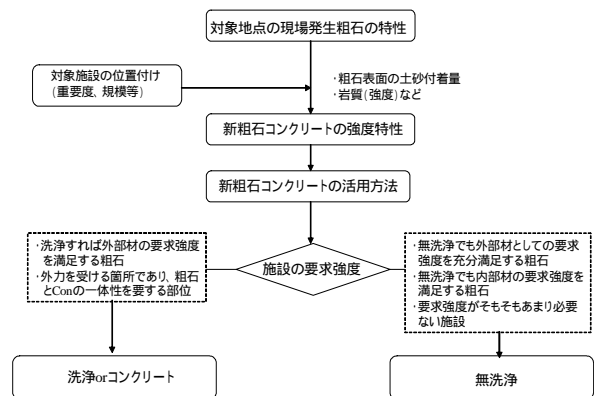 対象地点の現場発生粗石の特性
対象施設の位置付け
(重要度、規模等)
・粗石表面の土砂付着量
・岩質(強度)など
新粗石コンクリートの強度特性
新粗石コンクリートの活用方法
・洗浄すれば外部材の要求強度
を満足する粗石
・外力を受ける箇所であり、粗石
とConの一体性を要する部位
施設の要求強度
・無洗浄でも外部材としての要求
強度を充分満足する粗石
・無洗浄でも内部材の要求強度を
満足する粗石
・要求強度がそもそもあまり必要
ない施設
洗浄orコンクリート
無洗浄